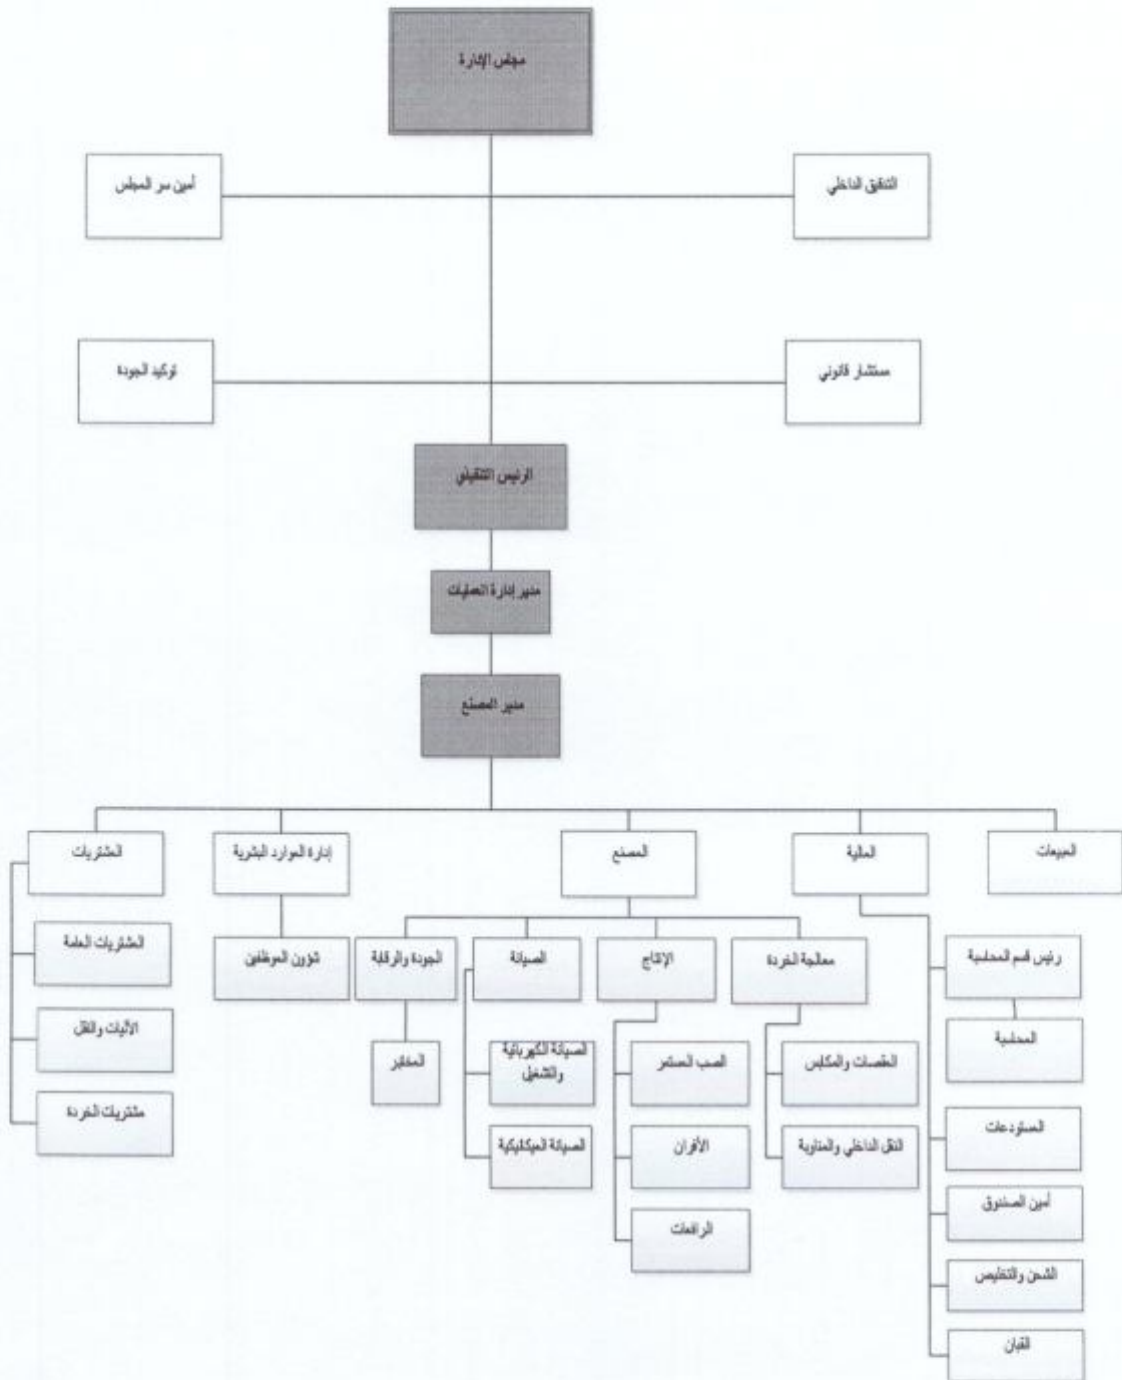 مجلس الإدارة
التدقيق الداخلي
أمين سر المجلس
مستشار قانوني
توكيد الجودة
الرئيس التنفيذي
مدير إدارة العمليات
مدير المصنع
المبيعات
المالية
المصنع
إدارة الموارد البشرية
المشتريات
رئيس قسم المحاسبة
المحاسبة
المستودعات
أمين الصندوق
الشحن والتخليص
القبان
معالجة الخردة
المقصات والمكابس
النقل الداخلي والمناوبة
الإنتاج
الصب المستمر
الأفران
الرافعات
الصيانة
الصيانة الكهربائية
والتشغيل
الصيانة الميكانيكية
الجودة والرقابة
المختبر
شؤون الموظفين
المشتريات العامة
الآليات والنقل
مشتريات الخردة